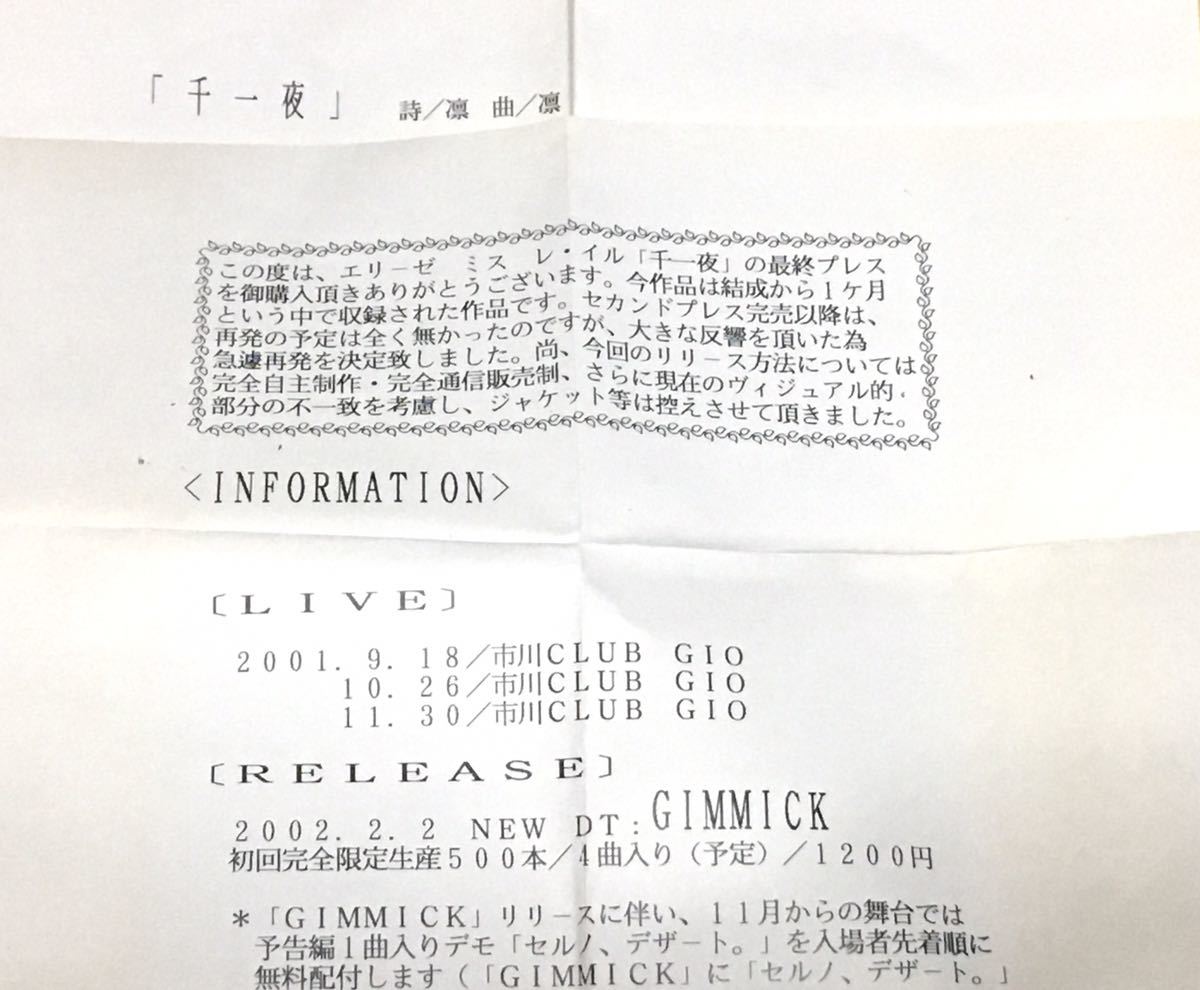 「千一夜」 詩／凛 曲／凛
この度は、エリーゼ ミス レ・イル「千一夜」の最終プレス
を御購入頂きありがとうございます。今作品は結成から1ケ月
という中で収録された作品です。セカンドプレス完売以降は、
再発の予定は全く無かったのですが、大きな反響を頂いた為
急遽再発を決定致しました。尚、今回のリリース方法については
完全自主制作・完全通信販売制、さらに現在のヴィジュアル的
部分の不一致を考慮し、ジャケット等は控えさせて頂きました。
＜INFORMATION＞
〔ＬＩＶＥ〕
２００１．９．１８／市川ＣＬＵＢ ＧＩＯ
１０．２６／市川ＣＬＵＢ ＧＩＯ
１１．３０／市川ＣＬＵＢ ＧＩＯ
〔ＲＥＬＥＡＳＥ〕
２００２．２．２ ＮＥＷ ＤＴ：GIMMICK
初回完全限定生産５００本／４曲入り（予定）／１２００円
＊「ＧＩＭＭＩＣＫ」リリースに伴い、１１月からの舞台では
予告編１曲入りデモ「セルノ、デザート。」を入場者先着順に
無料配付します（「ＧＩＭＭＩＣＫ」に「セルノ、デザート。」